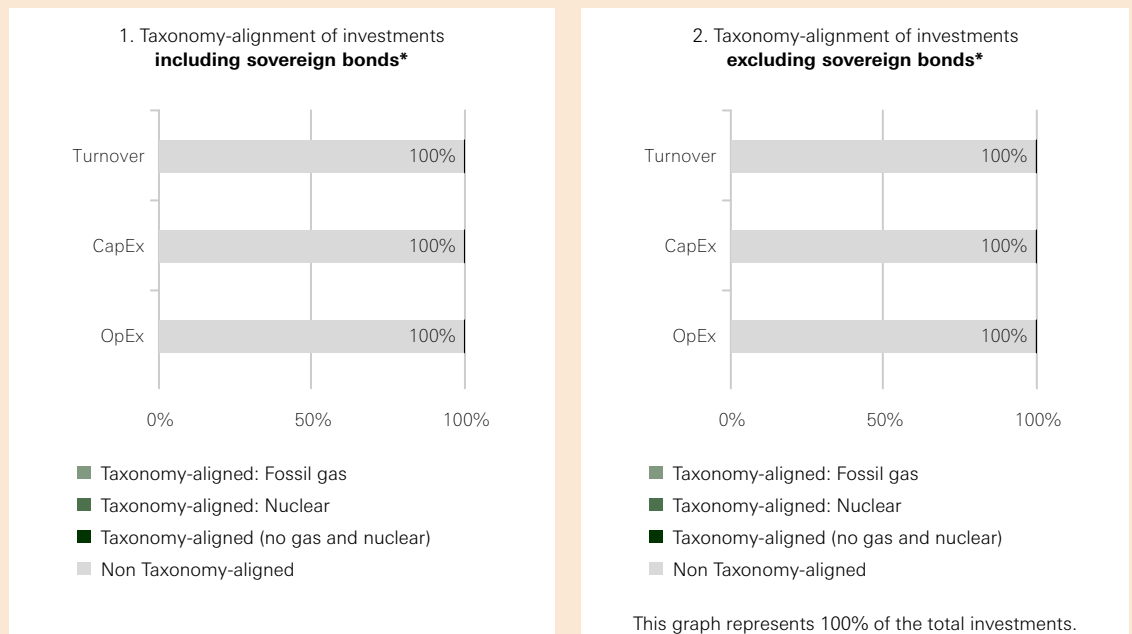 1. Taxonomy-alignment of investments
including sovereign bonds*
Turnover
100%
CapEx
100%
OpEx
100%
0%
50%
100%
Taxonomy-aligned: Fossil gas
Taxonomy-aligned: Nuclear
Taxonomy-aligned (no gas and nuclear)
Non Taxonomy-aligned
2. Taxonomy-alignment of investments
excluding sovereign bonds*
Turnover
100%
CapEx
100%
OpEx
100%
0%
50%
100%
Taxonomy-aligned: Fossil gas
Taxonomy-aligned: Nuclear
Taxonomy-aligned (no gas and nuclear)
Non Taxonomy-aligned
This graph represents 100% of the total investments.